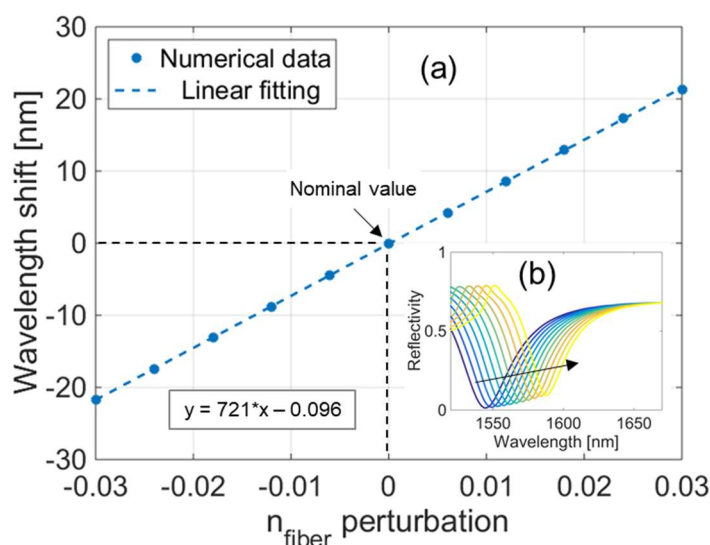 30
20
10
0
-10
-20
-30
Wavelength shift [nm]
Numerical data
Linear fitting
(a)
Nominal value
y = 721*x – 0.096
(b)
1
0.5
0
Reflectivity
1550 1600 1650
Wavelength [nm]
-0.03 -0.02 -0.01 0 0.01 0.02 0.03
n_fiber perturbation